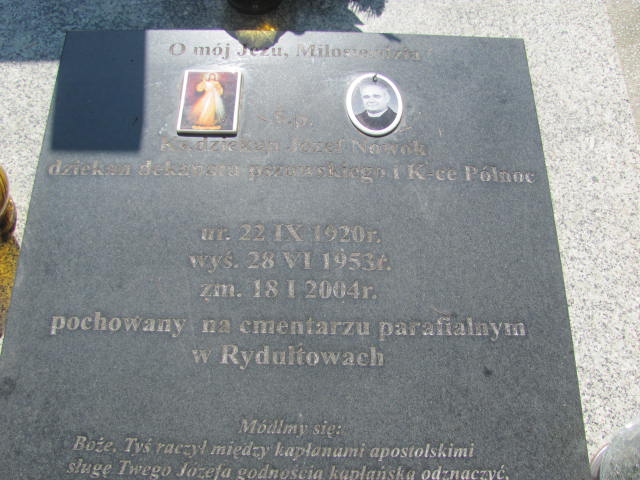 O mój Jezu, Miłosierdzia
Ś.p.
Ks. dziekan Józef Nowok
dziekan dekanatu pszowskiego i K-ce Północ
ur. 22 IX 1920r.
wyś. 28 VI 1953r.
zm. 18 I 2004r.
pochowany na cmentarzu parafialnym
w Rydułtowach
Módlmy się:
Boże, Tyś raczył między kapłanami apostolskimi
sługę Twego Józefa godnością kapłańską odznaczyć,